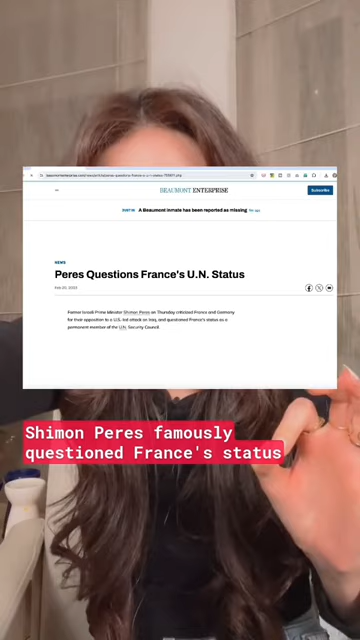 BEAUMONT ENTERPRISE
Subscribe
JUST IN A Beaumont inmate has been reported as missing
NEWS
Peres Questions France's U.N. Status
Former Israeli Prime Minister Shimon Peres on Thursday criticized France and Germany
for their opposition to a U.S.-led attack on Iraq, and questioned France's status as a
permanent member of the U.N. Security Council.
Shimon Peres famously
questioned France's status